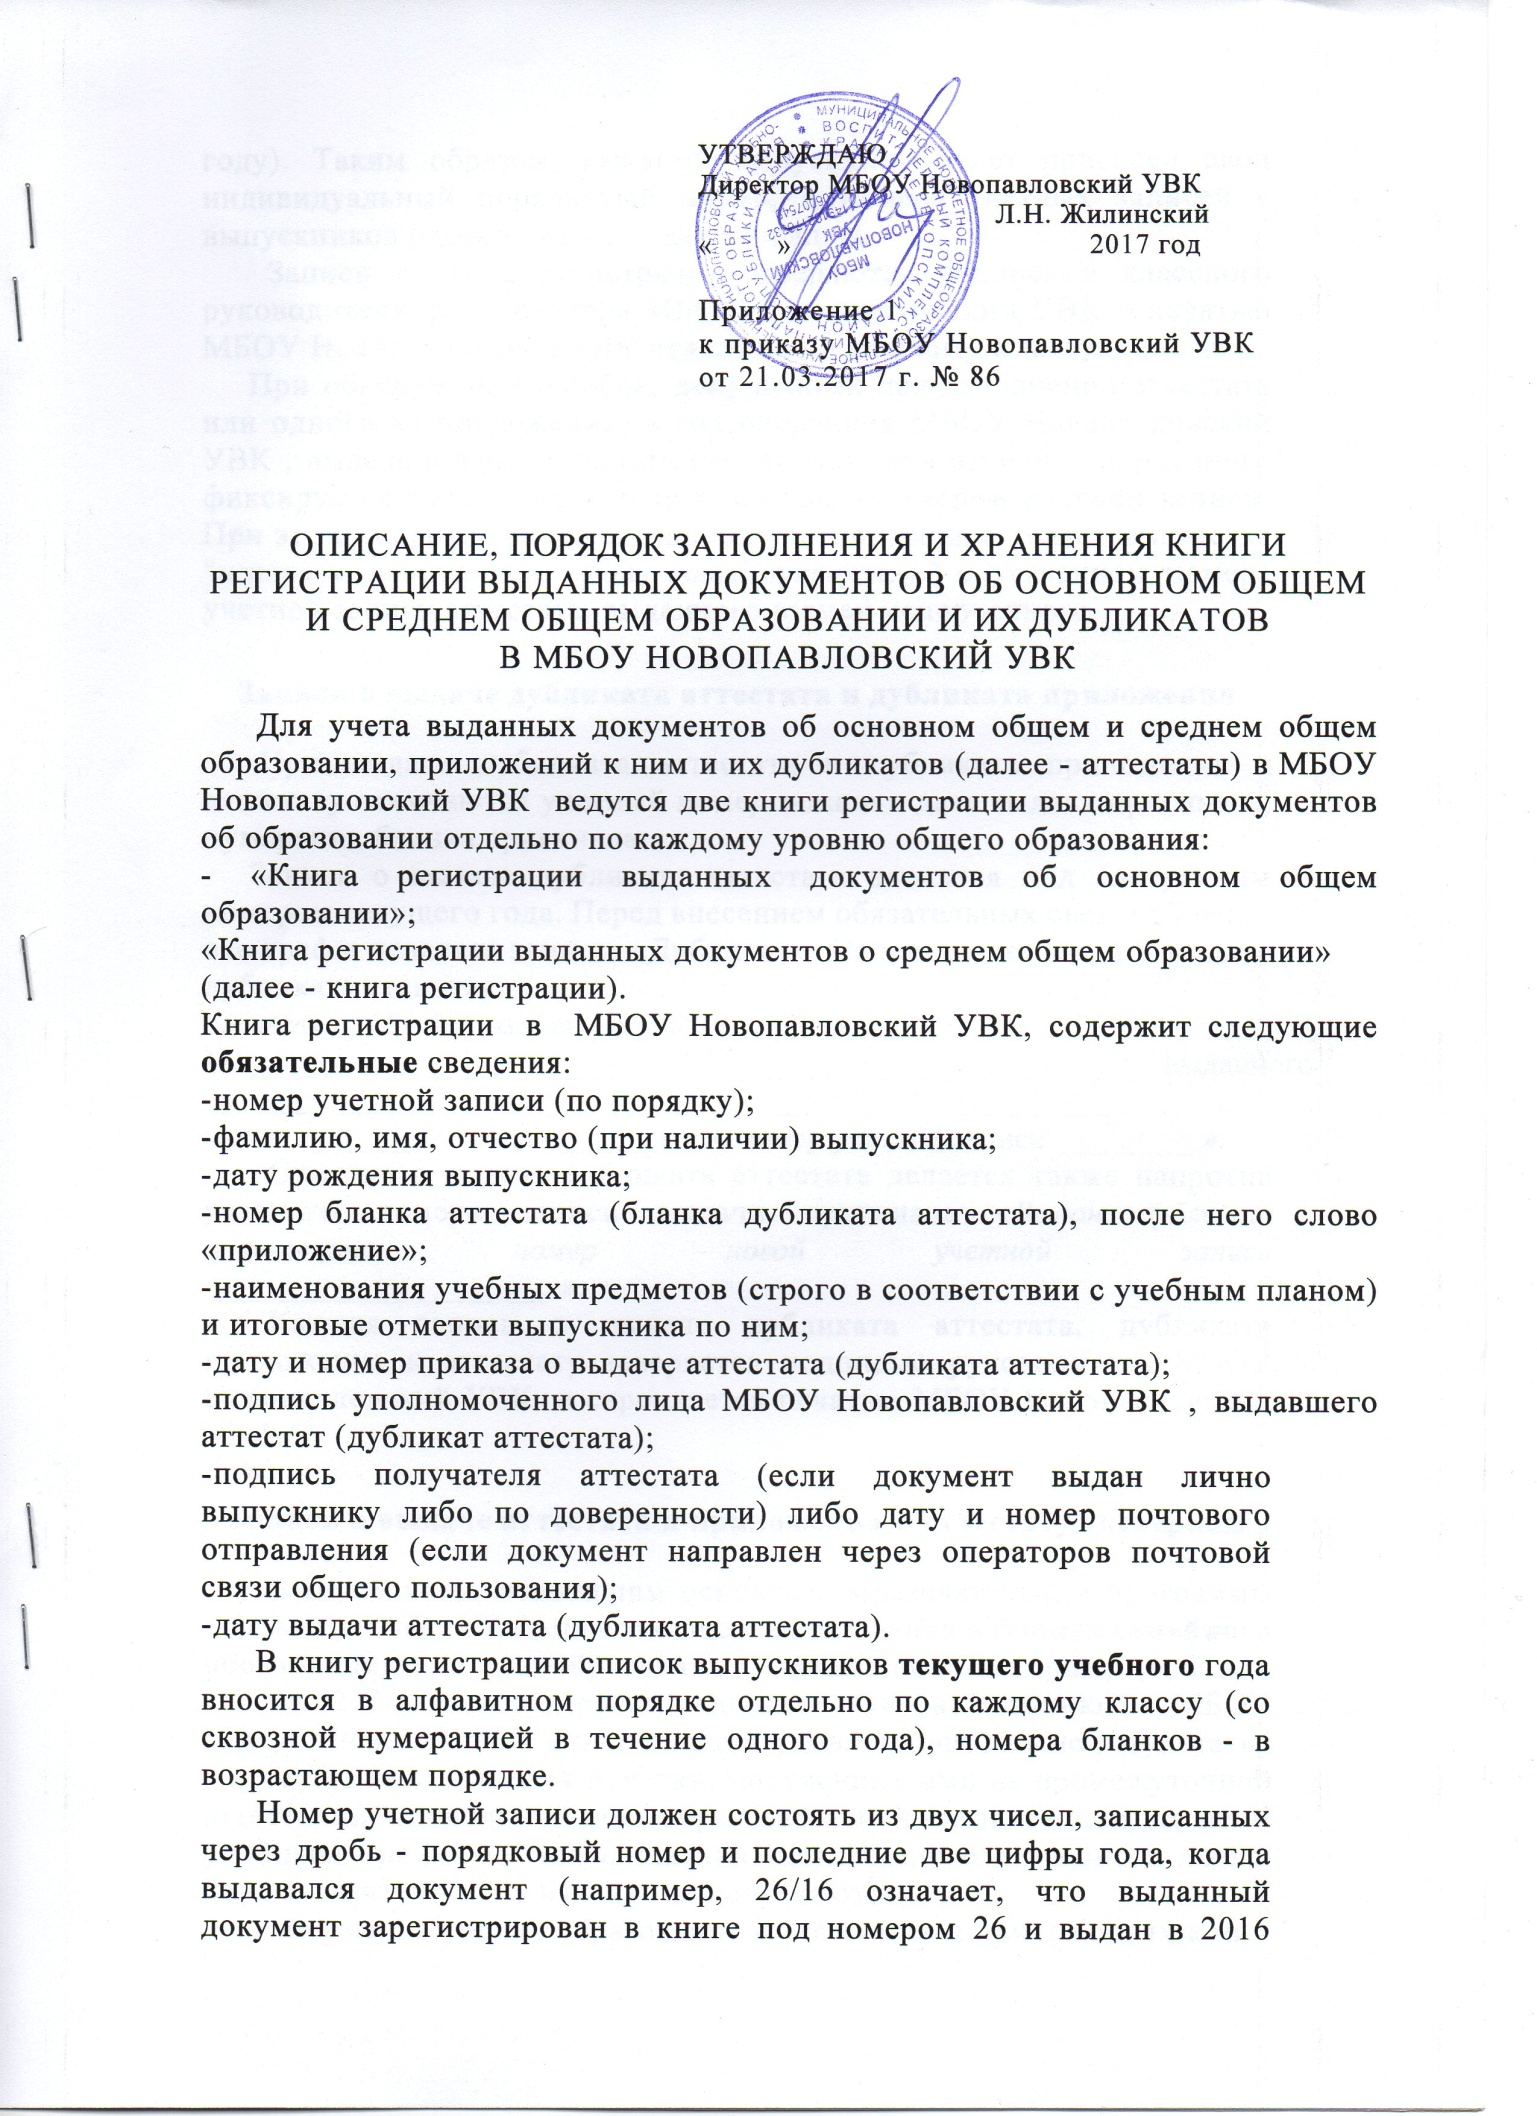 УТВЕРЖДАЮ
Директор МБОУ Новопавловский УВК
Л.Н. Жилинский
« » 2017 год
Приложение 1
к приказу МБОУ Новопавловский УВК
от 21.03.2017 г. № 86
ОПИСАНИЕ, ПОРЯДОК ЗАПОЛНЕНИЯ И ХРАНЕНИЯ КНИГИ
РЕГИСТРАЦИИ ВЫДАННЫХ ДОКУМЕНТОВ ОБ ОСНОВНОМ ОБЩЕМ
И СРЕДНЕМ ОБЩЕМ ОБРАЗОВАНИИ И ИХ ДУБЛИКАТОВ
В МБОУ НОВОПАВЛОВСКИЙ УВК
Для учета выданных документов об основном общем и среднем общем
образовании, приложений к ним и их дубликатов (далее - аттестаты) в МБОУ
Новопавловский УВК ведутся две книги регистрации выданных документов
об образовании отдельно по каждому уровню общего образования:
- «Книга регистрации выданных документов об основном общем
образовании»;
«Книга регистрации выданных документов о среднем общем образовании»
(далее - книга регистрации).
Книга регистрации в МБОУ Новопавловский УВК, содержит следующие
обязательные сведения:
-номер учетной записи (по порядку);
-фамилию, имя, отчество (при наличии) выпускника;
-дату рождения выпускника;
-номер бланка аттестата (бланка дубликата аттестата), после него слово
«приложение»;
-наименования учебных предметов (строго в соответствии с учебным планом)
и итоговые отметки выпускника по ним;
-дату и номер приказа о выдаче аттестата (дубликата аттестата);
-подпись уполномоченного лица МБОУ Новопавловский УВК , выдавшего
аттестат (дубликат аттестата);
-подпись получателя аттестата (если документ выдан лично
выпускнику либо по доверенности) либо дату и номер почтового
отправления (если документ направлен через операторов почтовой
связи общего пользования);
-дату выдачи аттестата (дубликата аттестата).
В книгу регистрации список выпускников текущего учебного года
вносится в алфавитном порядке отдельно по каждому классу (со
сквозной нумерацией в течение одного года), номера бланков - в
возрастающем порядке.
Номер учетной записи должен состоять из двух чисел, записанных
через дробь - порядковый номер и последние две цифры года, когда
выдавался документ (например, 26/16 означает, что выданный
документ зарегистрирован в книге под номером 26 и выдан в 2016